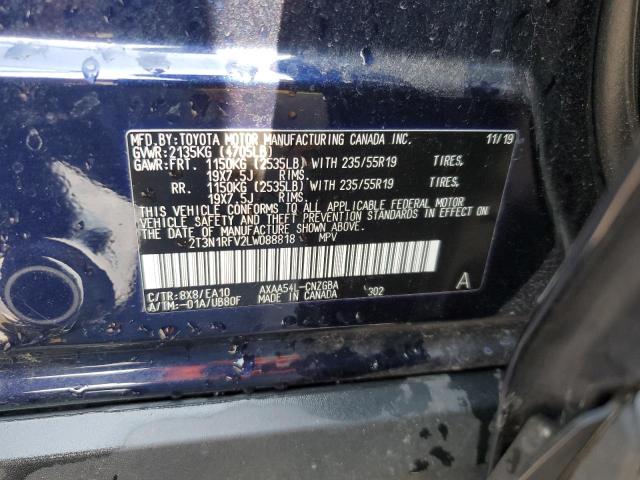 MFD.BY:TOYOTA MOTOR MANUFACTURING CANADA INC. 11/19
GVWR:2135KG (4705LB)
GAWR:FRT. 1150KG (2535LB) WITH 235/55R19 TIRES,
19X7.5J RIMS.
RR. 1150KG (2535LB) WITH 235/55R19 TIRES,
19X7.5J RIMS.
THIS VEHICLE CONFORMS TO ALL APPLICABLE FEDERAL MOTOR
VEHICLE SAFETY AND THEFT PREVENTION STANDARDS IN EFFECT ON
THE DATE OF MANUFACTURE SHOWN ABOVE.
2T3N1RFV2LW088818 MPV
C/TR:8X8/EA10 AXAA54L-CNZGBA A
A/TM:-01A/UB80F MADE IN CANADA 302